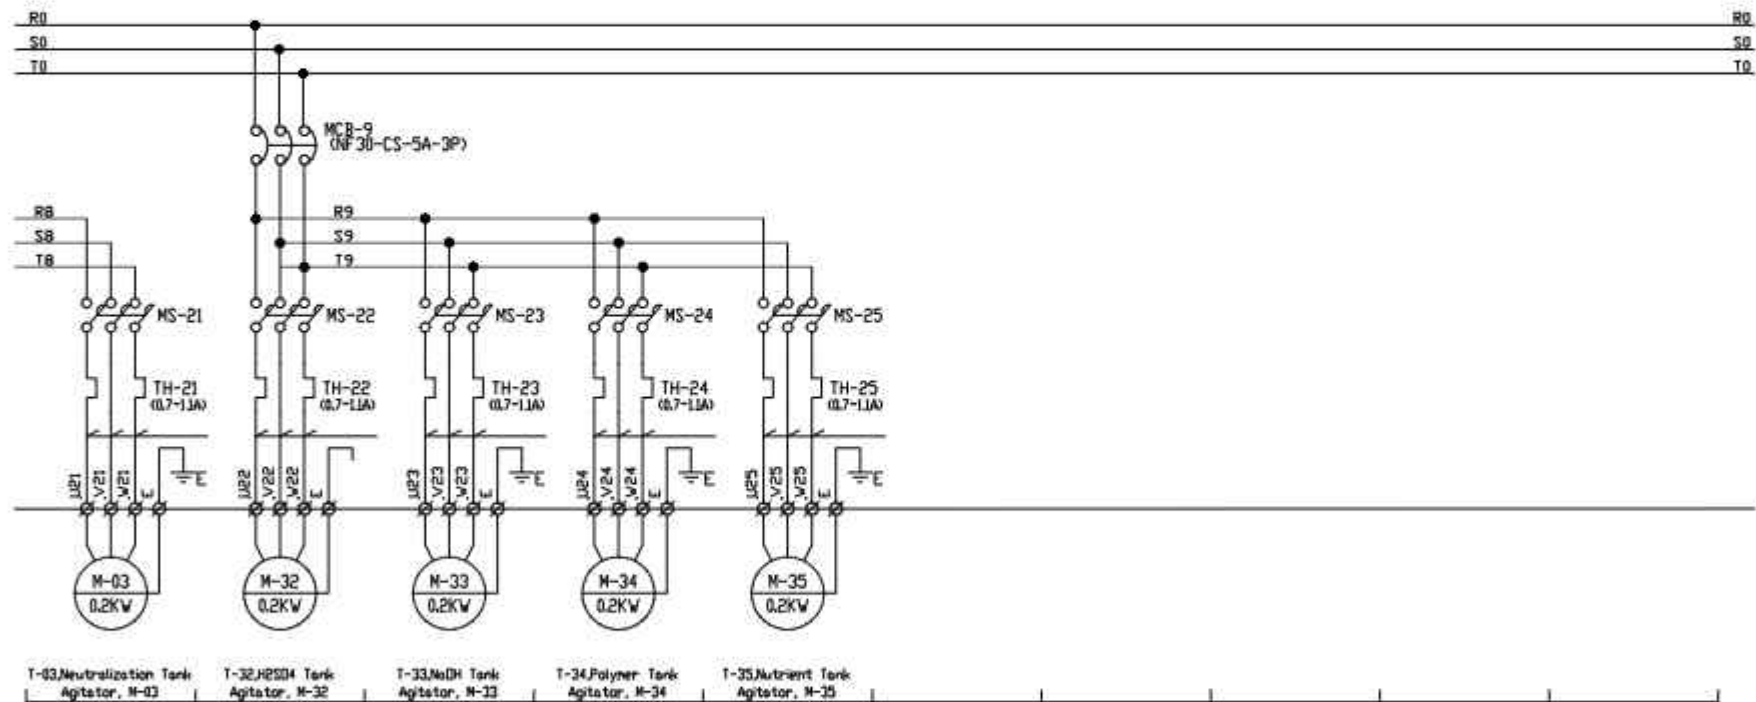 R0 R0
S0 S0
T0 T0
MCB-9
(NF30-CS-5A-3P)
R8 R9
S8 S9
T8 T9
MS-21 MS-22 MS-23 MS-24 MS-25
TH-21 TH-22 TH-23 TH-24 TH-25
(0.7-1.1A) (0.7-1.1A) (0.7-1.1A) (0.7-1.1A) (0.7-1.1A)
E E E E
U21 V21 W21 E U22 V22 W22 E U23 V23 W23 E U24 V24 W24 E U25 V25 W25 E
M-03 M-32 M-33 M-34 M-35
0.2KW 0.2KW 0.2KW 0.2KW 0.2KW
T-03,Neutralization Tank T-32,H2SO4 Tank T-33,NaOH Tank T-34,Polymer Tank T-35,Nutrient Tank
Agitator, M-03 Agitator, M-32 Agitator, M-33 Agitator, M-34 Agitator, M-35